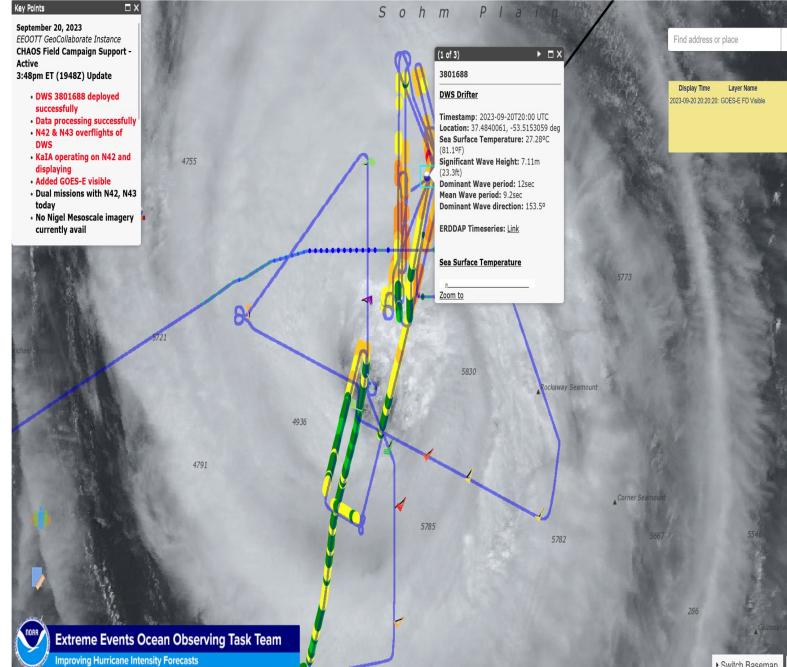 Key Points
September 20, 2023
EEOOTT GeoCollaborate Instance
CHAOS Field Campaign Support -
Active
3:48pm ET (1948Z) Update
• DWS 3801688 deployed
successfully
• Data processing successfully
• N42 & N43 overflights of
DWS
• KaIA operating on N42 and
displaying
• Added GOES-E visible
• Dual missions with N42, N43
today
• No Nigel Mesoscale imagery
currently avail
Sohm Plain
(1 of 3)
3801688
DWS Drifter
Timestamp: 2023-09-20T20:00 UTC
Location: 37.4840061, -53.5153059 deg
Sea Surface Temperature: 27.28ºC
(81.1ºF)
Significant Wave Height: 7.11m
(23.3ft)
Dominant Wave period: 12sec
Mean Wave period: 9.2sec
Dominant Wave direction: 153.5º
ERDDAP Timeseries: Link
Sea Surface Temperature
Zoom to
Find address or place
Display Time Layer Name
2023-09-20 20:20:20: GOES-E FD Visible
4755
5773
5721
5830
Rockaway Seamount
4936
4791
Corner Seamount
5785
5782
5667
286
NOAA
Extreme Events Ocean Observing Task Team
Improving Hurricane Intensity Forecasts
Switch Basemap